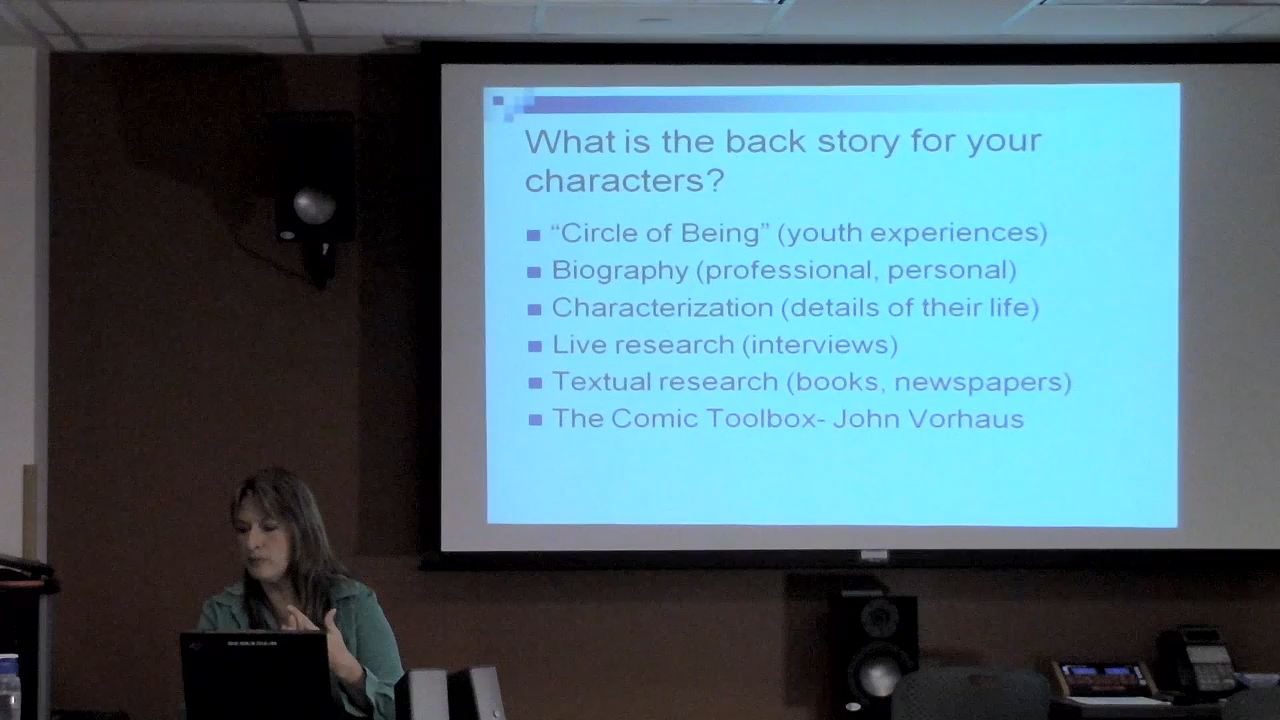 What is the back story for your
characters?
“Circle of Being” (youth experiences)
Biography (professional, personal)
Characterization (details of their life)
Live research (interviews)
Textual research (books, newspapers)
The Comic Toolbox- John Vorhaus